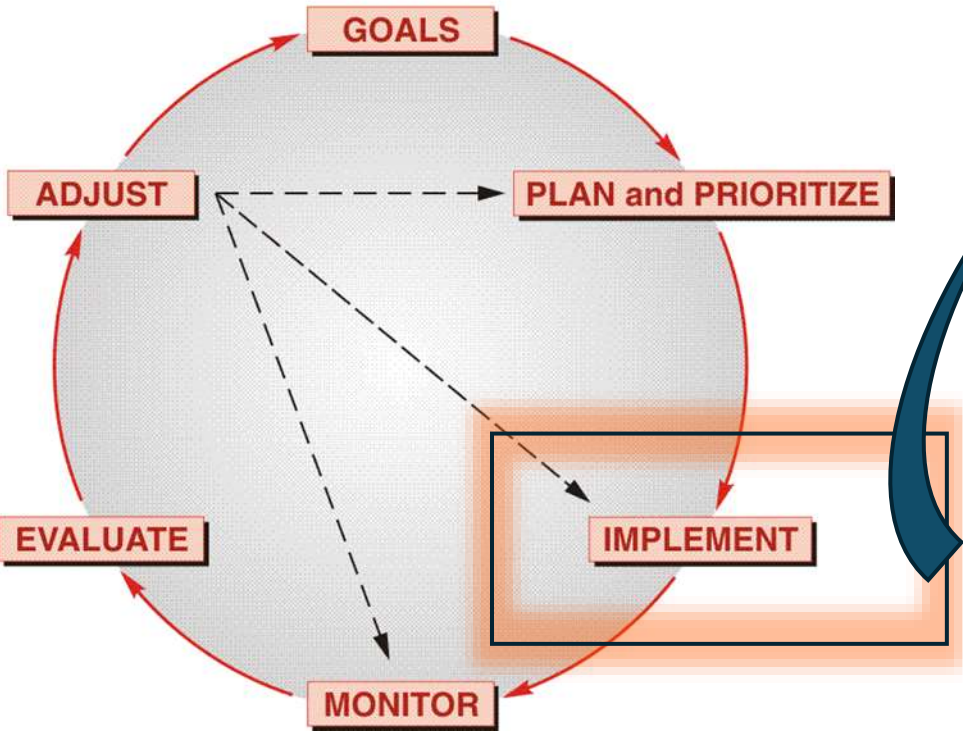 GOALS
ADJUST
PLAN and PRIORITIZE
EVALUATE
IMPLEMENT
MONITOR